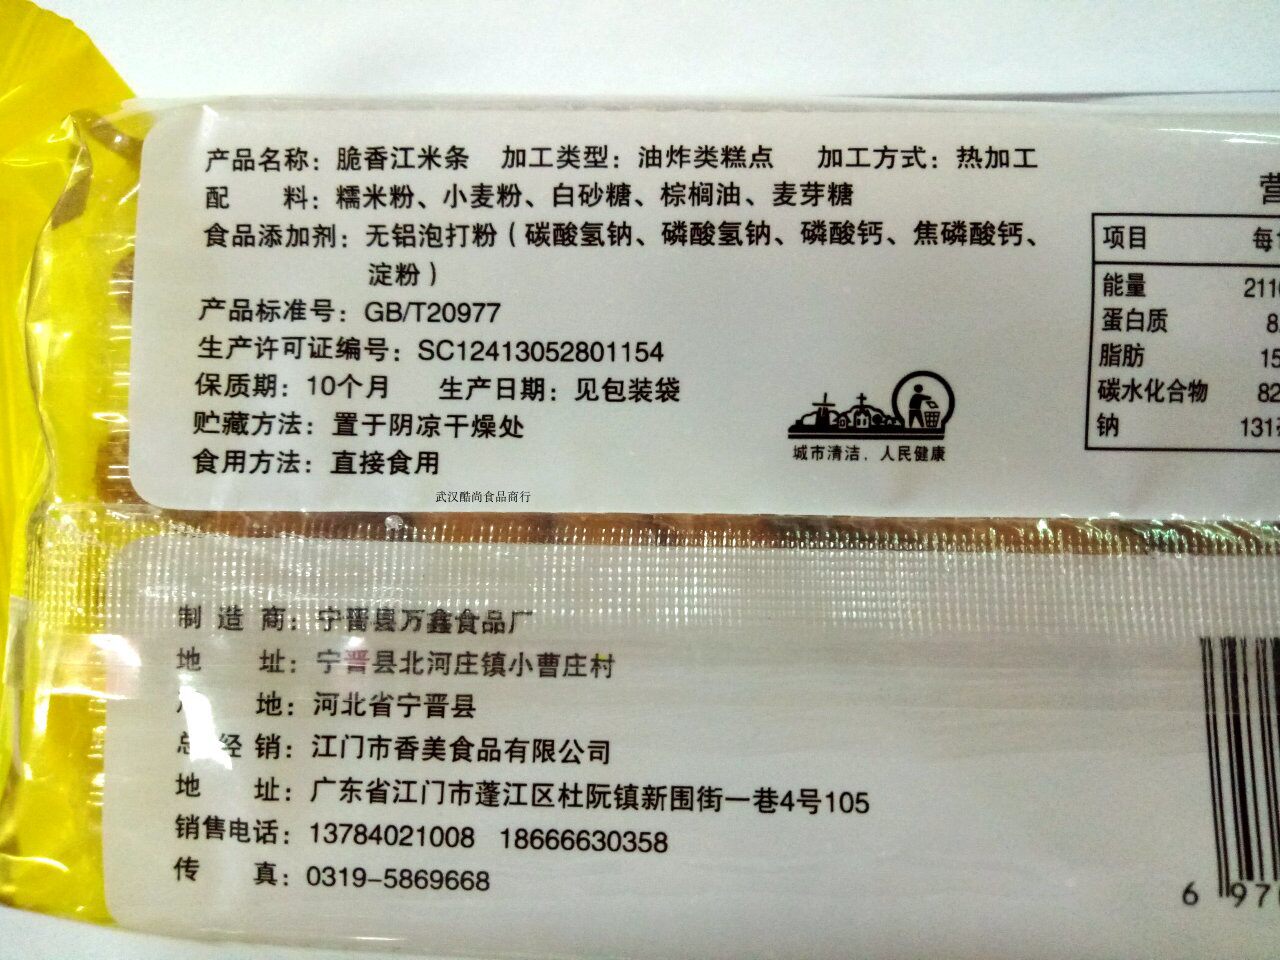 产品名称：脆香江米条 加工类型：油炸类糕点 加工方式：热加工
配 料：糯米粉、小麦粉、白砂糖、棕榈油、麦芽糖
食品添加剂：无铝泡打粉（碳酸氢钠、磷酸氢钠、磷酸钙、焦磷酸钙、
淀粉）
产品标准号：GB/T20977
生产许可证编号：SC12413052801154
保质期：10个月 生产日期：见包装袋
贮藏方法：置于阴凉干燥处
食用方法：直接食用
城市清洁，人民健康
武汉酷尚食品商行
营
项目 每1
能量 2110
蛋白质 8.
脂肪 15
碳水化合物 82
钠 131
制造商：宁晋县万鑫食品厂
地 址：宁晋县北河庄镇小曹庄村
地：河北省宁晋县
总经销：江门市香美食品有限公司
地 址：广东省江门市蓬江区杜阮镇新围街一巷4号105
销售电话：13784021008 18666630358
传 真：0319-5869668
6 970